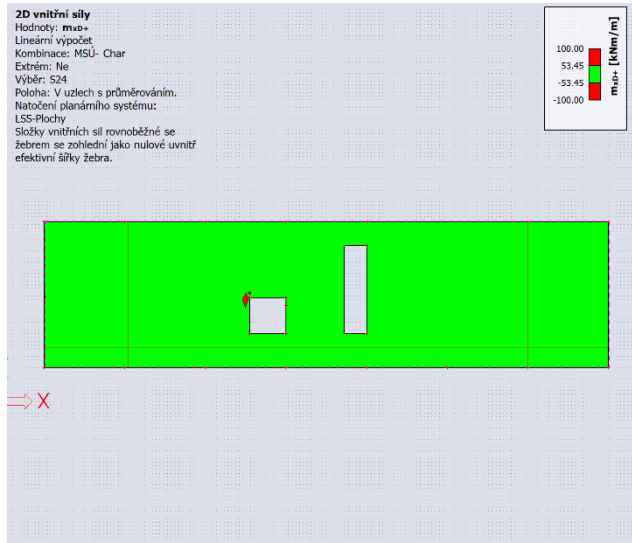 2D vnitřní síly
Hodnoty: mxD+
Lineární výpočet
Kombinace: MSÚ- Char
Extrém: Ne
Výběr: S24
Poloha: V uzlech s průměrováním.
Natočení planárního systému:
LSS-Plochy
Složky vnitřních sil rovnoběžné se
žebrem se zohlední jako nulové uvnitř
efektivní šířky žebra.
100.00
53.45
-53.45
-100.00
mxD+ [kNm/m]
X